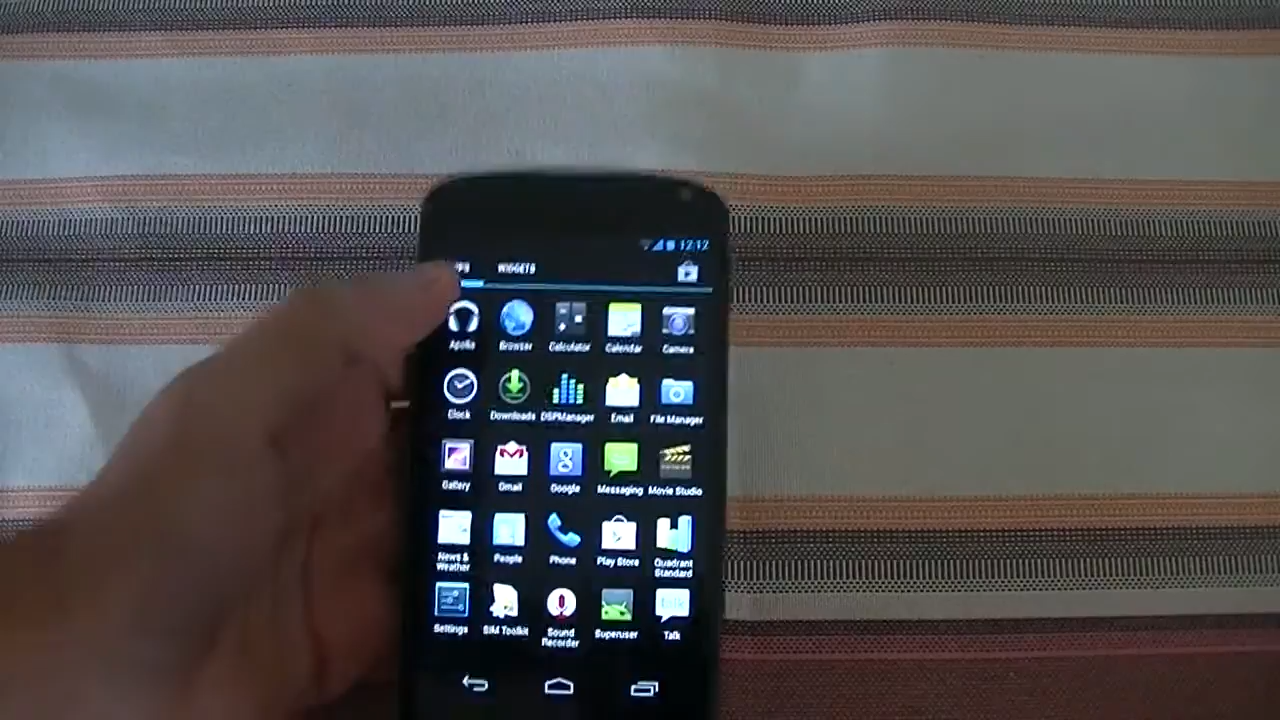 12:12
WIDGETS
Apollo Browser Calculator Calendar Camera
Clock Downloads DSPManager Email File Manager
Gallery Gmail Google Messaging Movie Studio
News & Weather People Phone Play Store Quadrant Standard
Settings SIM Toolkit Sound Recorder Superuser Talk